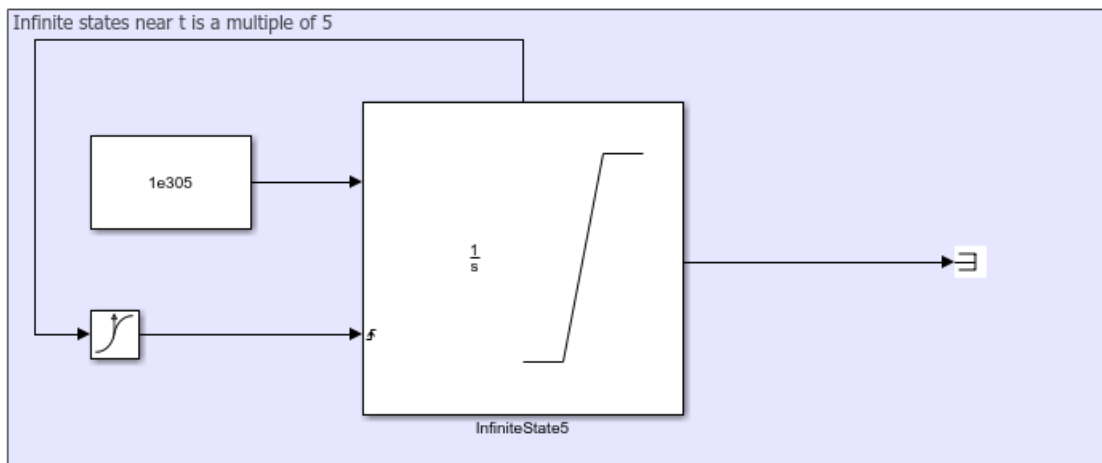 Infinite states near t is a multiple of 5
1e305
1
s
InfiniteState5